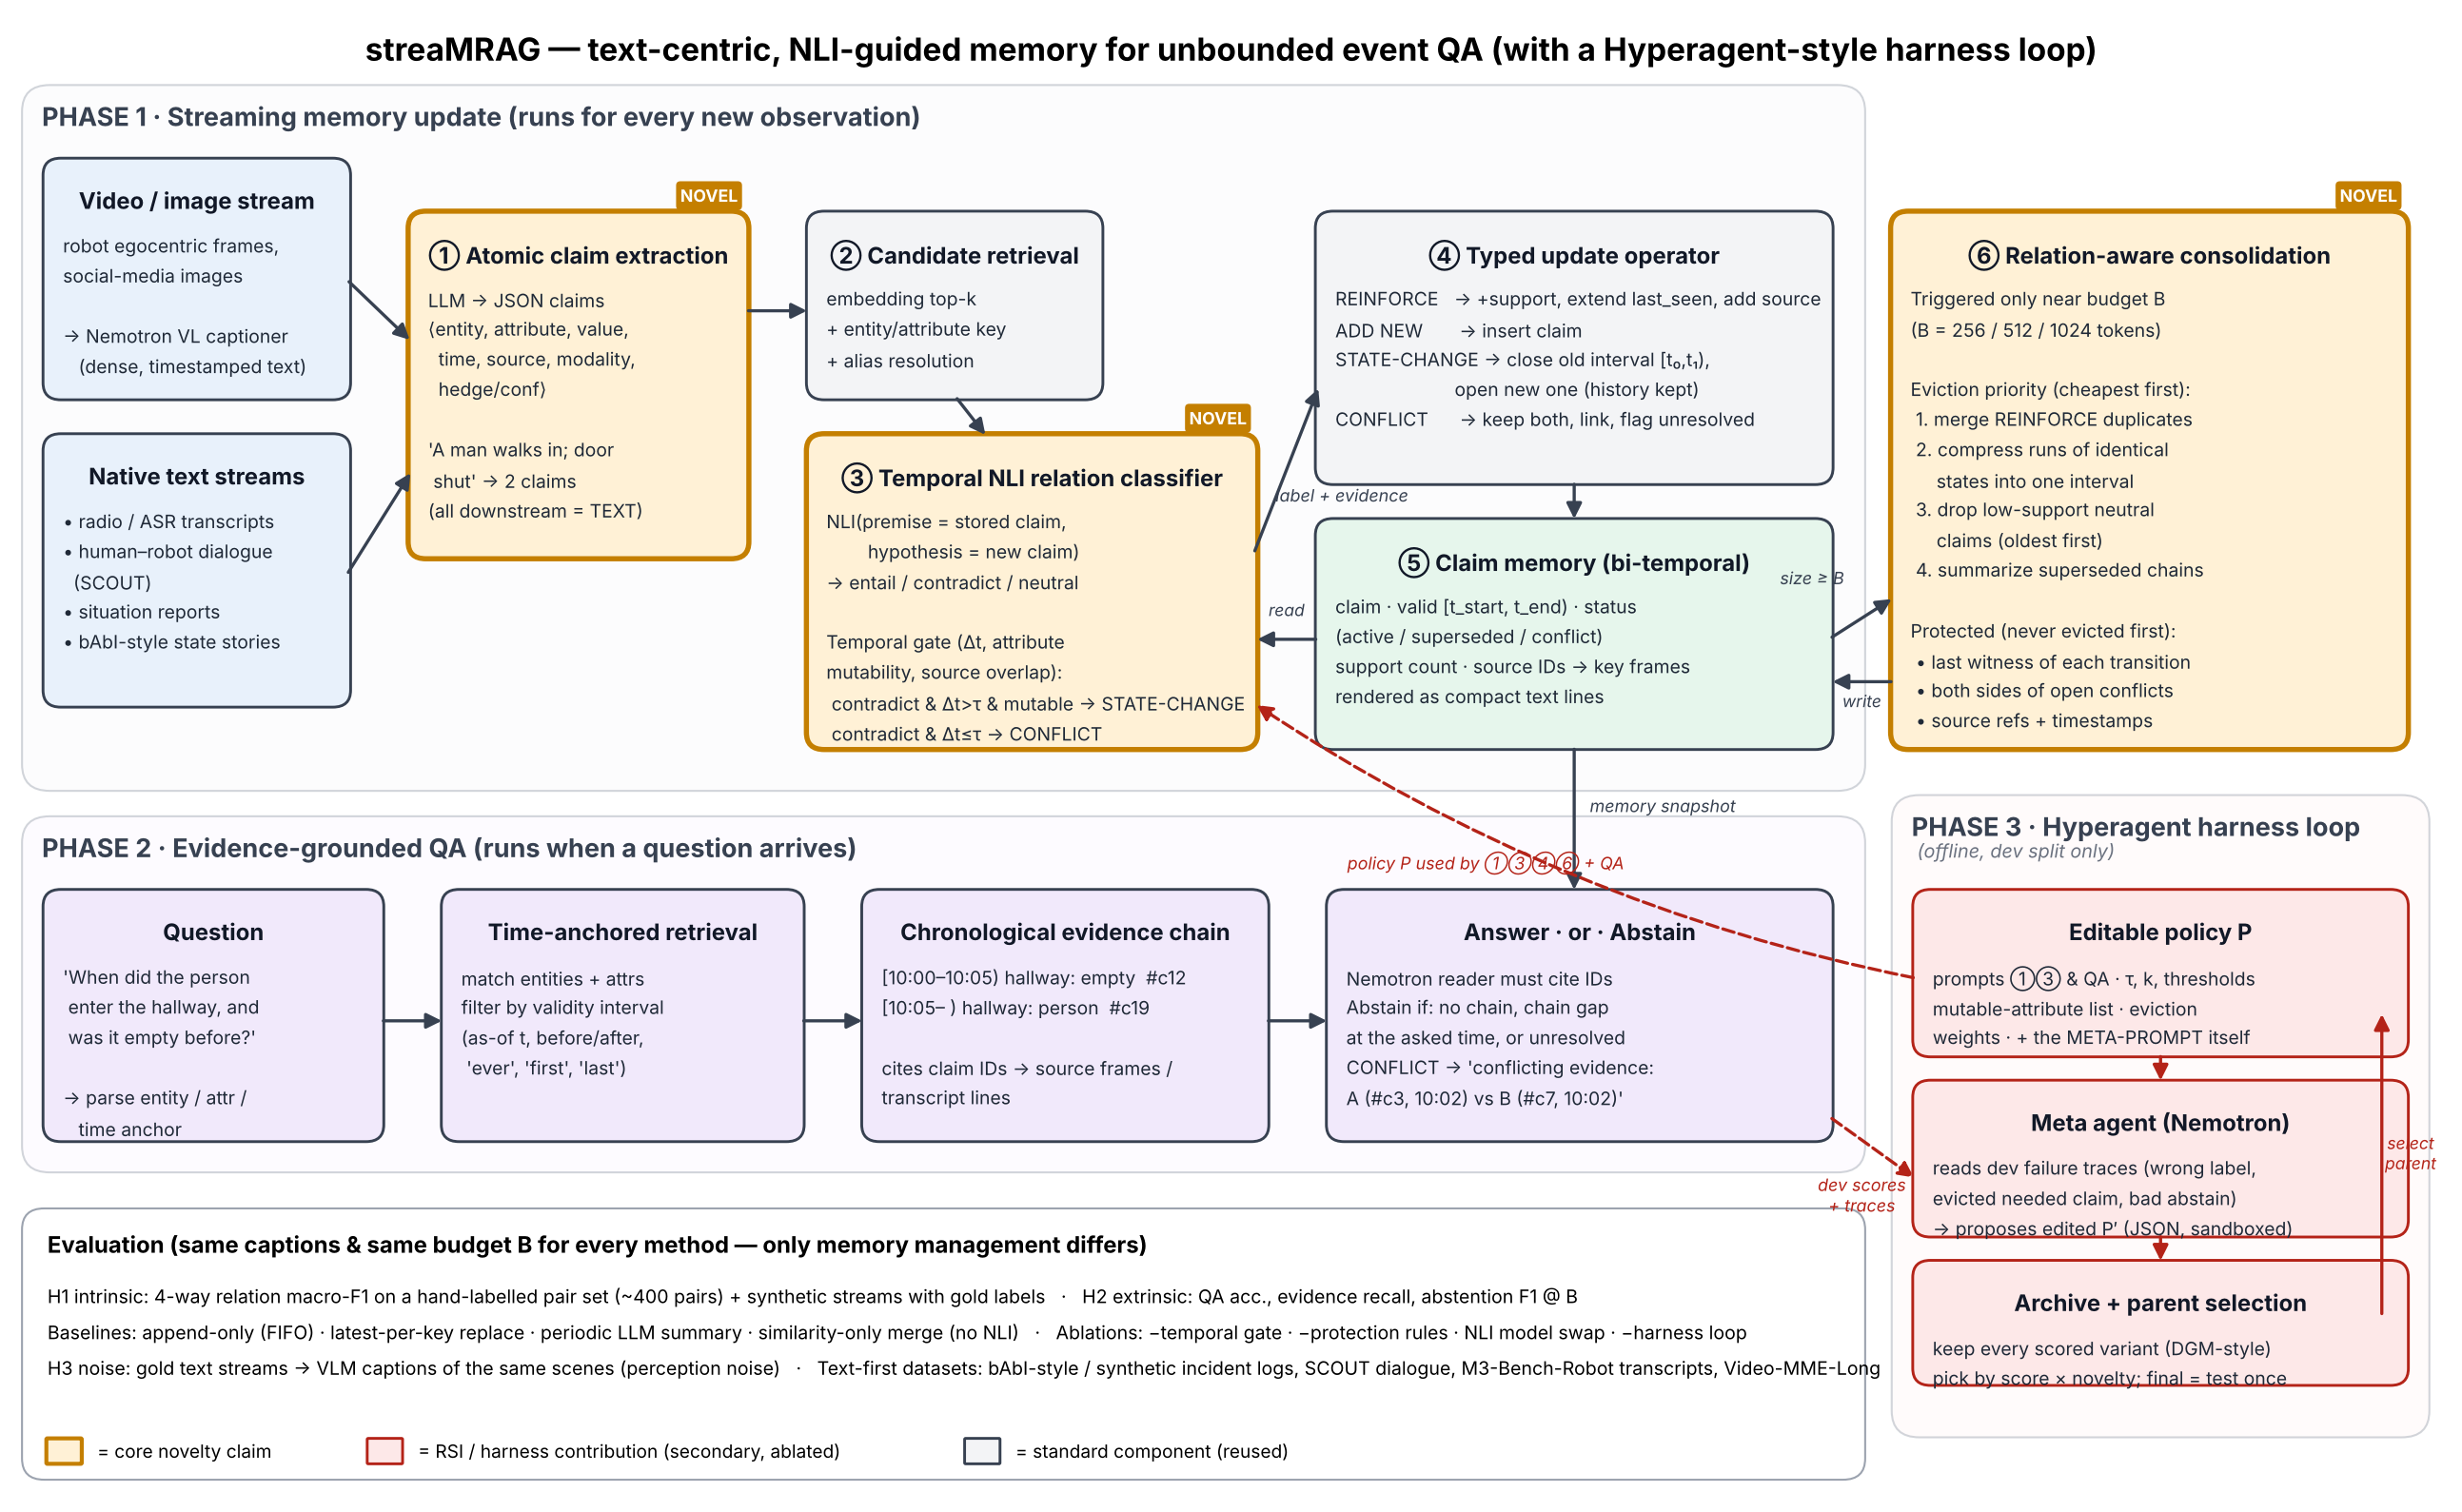 streaMRAG — text-centric, NLI-guided memory for unbounded event QA (with a Hyperagent-style harness loop)
PHASE 1 · Streaming memory update (runs for every new observation)
Video / image stream
robot egocentric frames,
social-media images
→ Nemotron VL captioner
(dense, timestamped text)
Native text streams
• radio / ASR transcripts
• human–robot dialogue
(SCOUT)
• situation reports
• bAbI-style state stories
NOVEL
① Atomic claim extraction
LLM → JSON claims
⟨entity, attribute, value,
time, source, modality,
hedge/conf⟩
'A man walks in; door
shut' → 2 claims
(all downstream = TEXT)
② Candidate retrieval
embedding top-k
+ entity/attribute key
+ alias resolution
NOVEL
③ Temporal NLI relation classifier
NLI(premise = stored claim,
hypothesis = new claim)
→ entail / contradict / neutral
Temporal gate (Δt, attribute
mutability, source overlap):
contradict & Δt>τ & mutable → STATE-CHANGE
contradict & Δt≤τ → CONFLICT
label + evidence
read
④ Typed update operator
REINFORCE → +support, extend last_seen, add source
ADD NEW → insert claim
STATE-CHANGE → close old interval [t₀,t₁),
open new one (history kept)
CONFLICT → keep both, link, flag unresolved
⑤ Claim memory (bi-temporal)
claim · valid [t_start, t_end) · status
(active / superseded / conflict)
support count · source IDs → key frames
rendered as compact text lines
size ≥ B
write
NOVEL
⑥ Relation-aware consolidation
Triggered only near budget B
(B = 256 / 512 / 1024 tokens)
Eviction priority (cheapest first):
1. merge REINFORCE duplicates
2. compress runs of identical
states into one interval
3. drop low-support neutral
claims (oldest first)
4. summarize superseded chains
Protected (never evicted first):
• last witness of each transition
• both sides of open conflicts
• source refs + timestamps
memory snapshot
PHASE 2 · Evidence-grounded QA (runs when a question arrives)
policy P used by ①③④⑥ + QA
Question
'When did the person
enter the hallway, and
was it empty before?'
→ parse entity / attr /
time anchor
Time-anchored retrieval
match entities + attrs
filter by validity interval
(as-of t, before/after,
'ever', 'first', 'last')
Chronological evidence chain
[10:00–10:05) hallway: empty #c12
[10:05– ) hallway: person #c19
cites claim IDs → source frames /
transcript lines
Answer · or · Abstain
Nemotron reader must cite IDs
Abstain if: no chain, chain gap
at the asked time, or unresolved
CONFLICT → 'conflicting evidence:
A (#c3, 10:02) vs B (#c7, 10:02)'
dev scores
+ traces
PHASE 3 · Hyperagent harness loop
(offline, dev split only)
Editable policy P
prompts ①③ & QA · τ, k, thresholds
mutable-attribute list · eviction
weights · + the META-PROMPT itself
Meta agent (Nemotron)
reads dev failure traces (wrong label,
evicted needed claim, bad abstain)
→ proposes edited P′ (JSON, sandboxed)
select
parent
Archive + parent selection
keep every scored variant (DGM-style)
pick by score × novelty; final = test once
Evaluation (same captions & same budget B for every method — only memory management differs)
H1 intrinsic: 4-way relation macro-F1 on a hand-labelled pair set (~400 pairs) + synthetic streams with gold labels · H2 extrinsic: QA acc., evidence recall, abstention F1 @ B
Baselines: append-only (FIFO) · latest-per-key replace · periodic LLM summary · similarity-only merge (no NLI) · Ablations: −temporal gate · −protection rules · NLI model swap · −harness loop
H3 noise: gold text streams → VLM captions of the same scenes (perception noise) · Text-first datasets: bAbI-style / synthetic incident logs, SCOUT dialogue, M3-Bench-Robot transcripts, Video-MME-Long
= core novelty claim
= RSI / harness contribution (secondary, ablated)
= standard component (reused)